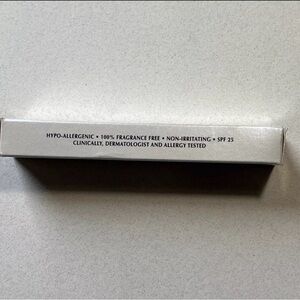 HYPO-ALLERGENIC • 100% FRAGRANCE FREE • NON-IRRITATING • SPF 25
CLINICALLY, DERMATOLOGIST AND ALLERGY TESTED